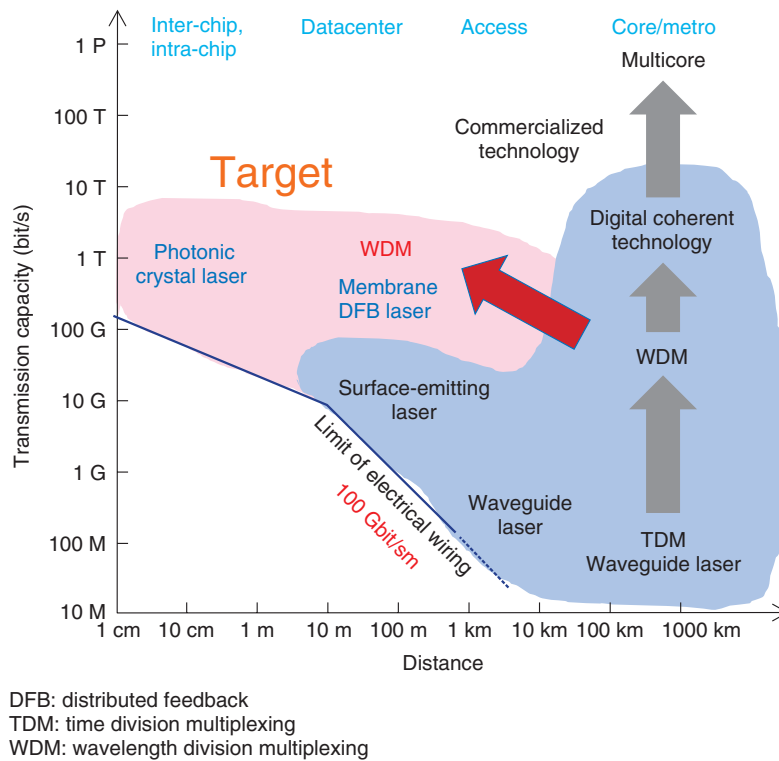 Inter-chip,
intra-chip
Datacenter
Access
Core/metro
Multicore
Commercialized
technology
Target
Digital coherent
technology
Photonic
crystal laser
WDM
Membrane
DFB laser
WDM
Surface-emitting
laser
Limit of electrical wiring
100 Gbit/sm
Waveguide
laser
TDM
Waveguide laser
Transmission capacity (bit/s)
1 P
100 T
10 T
1 T
100 G
10 G
1 G
100 M
10 M
1 cm
10 cm
1 m
10 m
100 m
1 km
10 km
100 km
1000 km
Distance
DFB: distributed feedback
TDM: time division multiplexing
WDM: wavelength division multiplexing